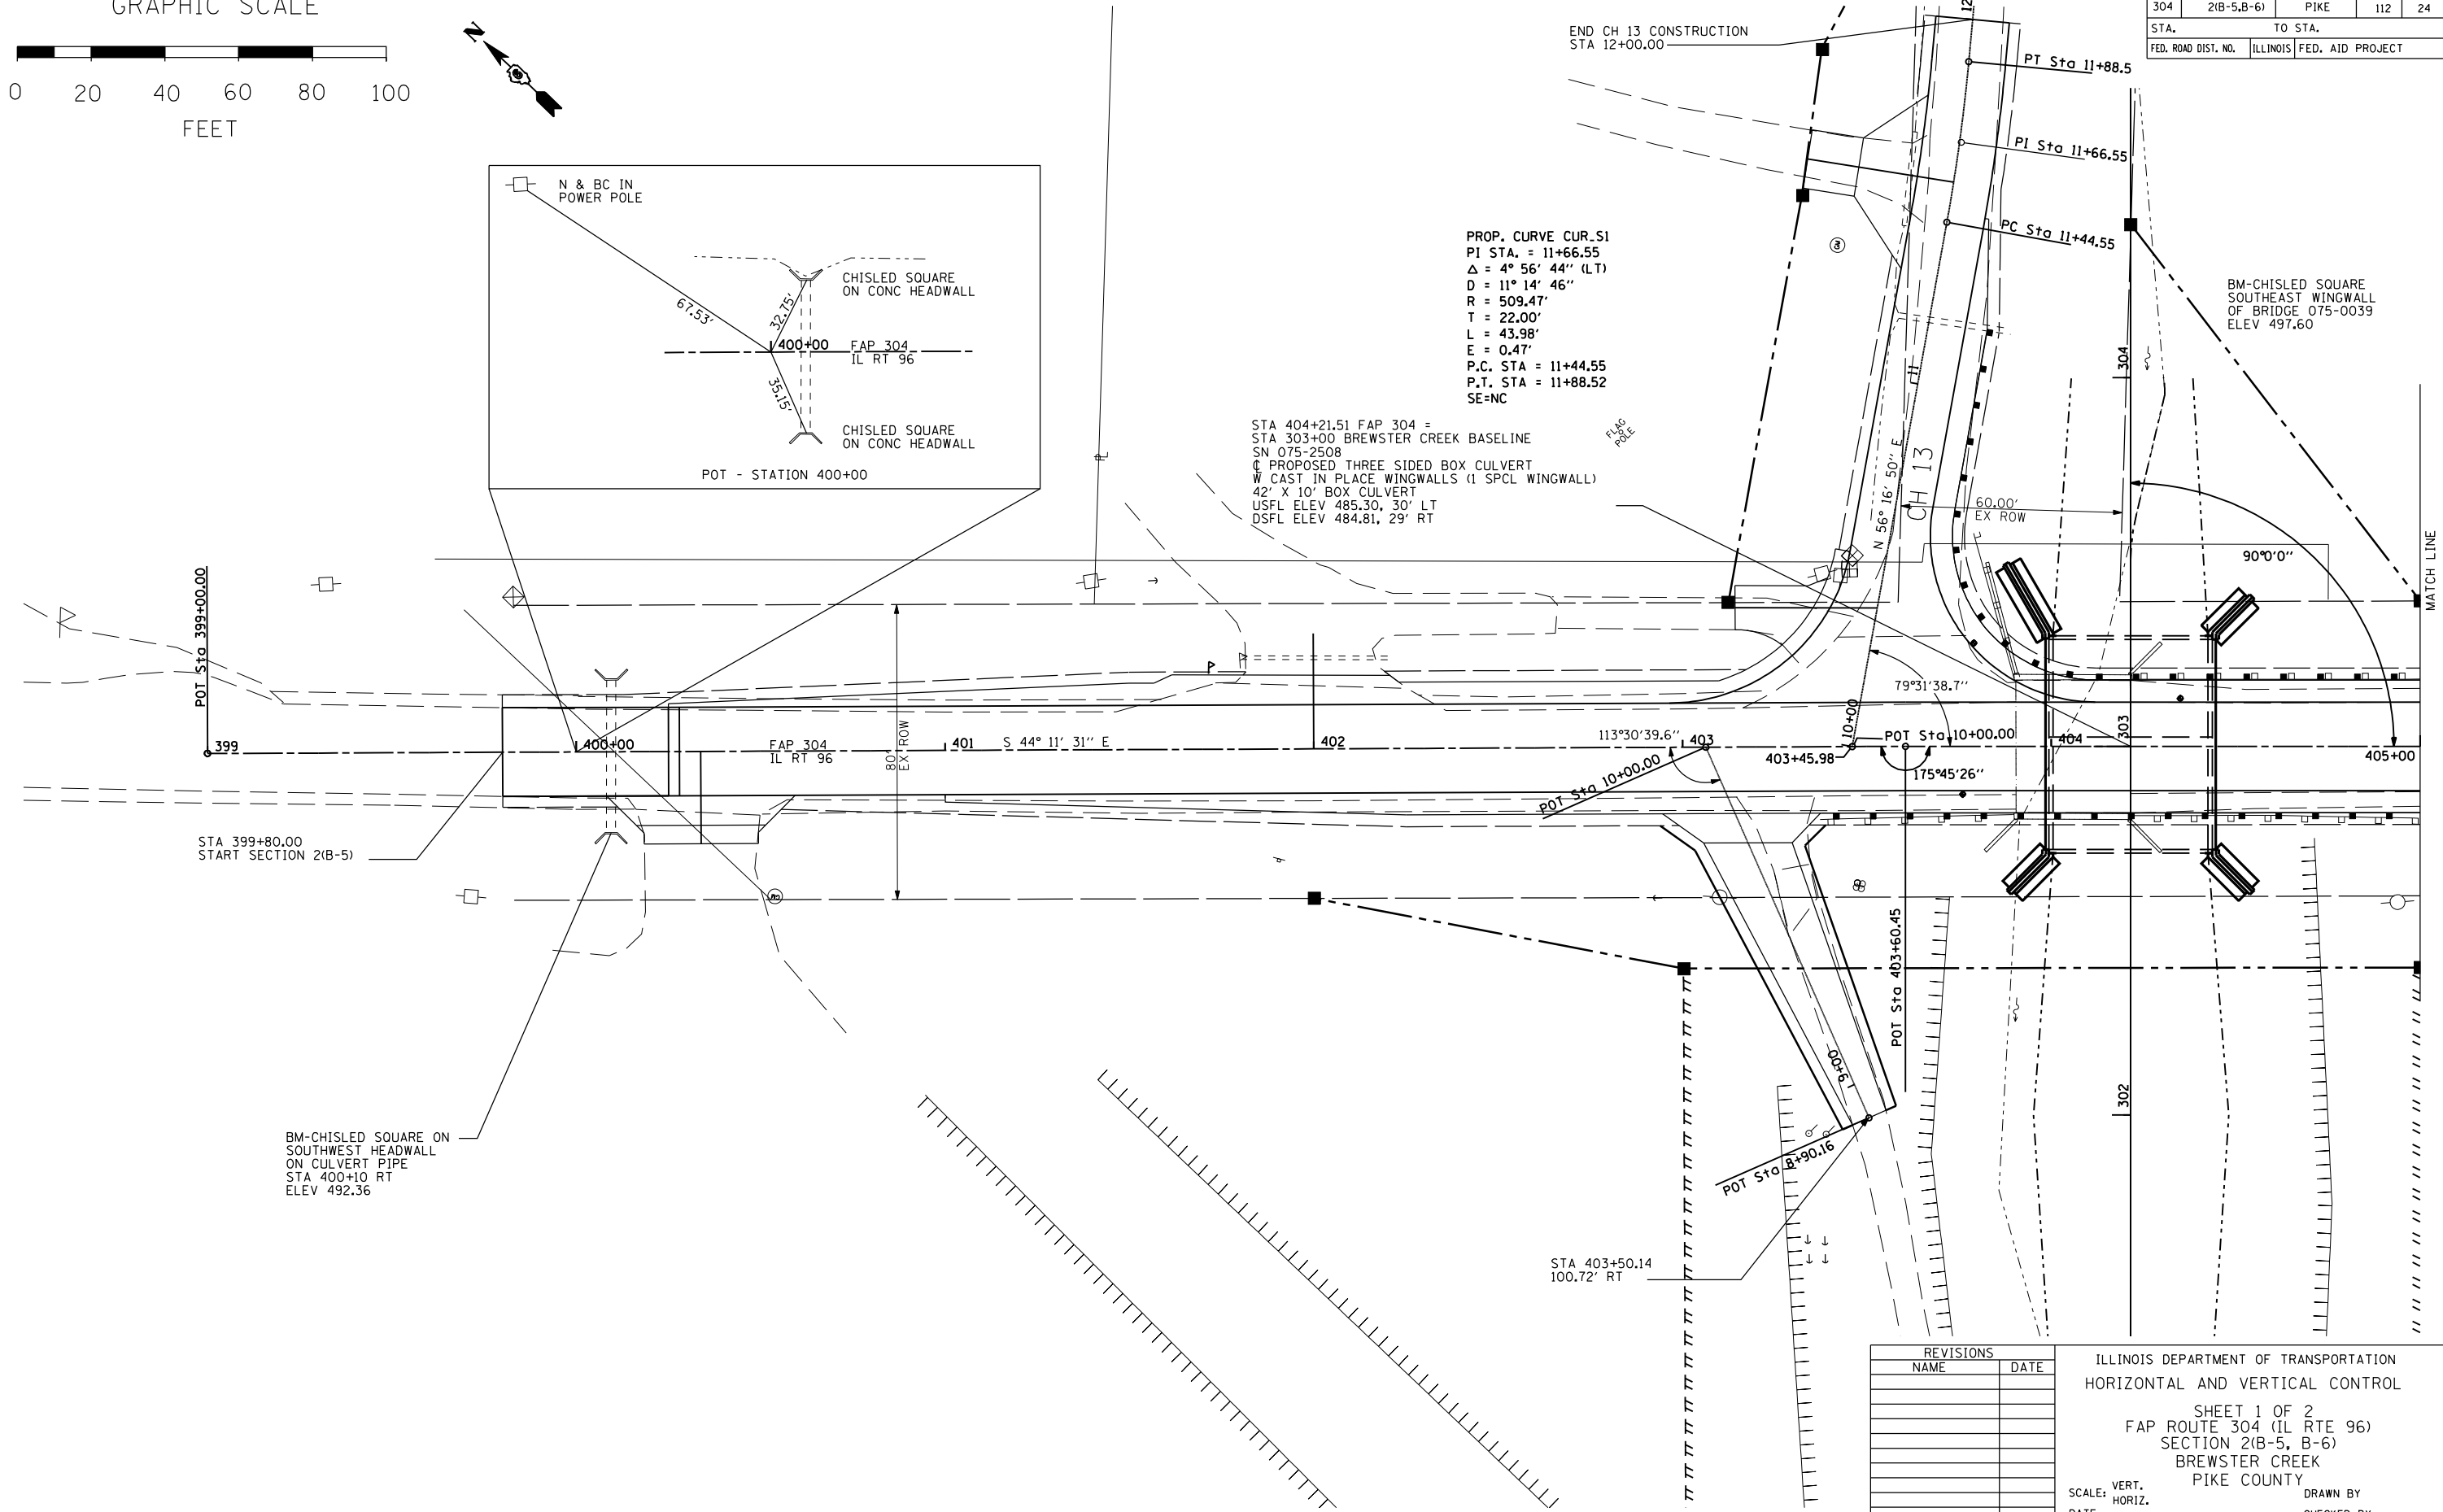 GRAPHIC SCALE
0 20 40 60 80 100
FEET
N
304 2(B-5,B-6) PIKE 112 24
STA. TO STA.
FED. ROAD DIST. NO. ILLINOIS FED. AID PROJECT
END CH 13 CONSTRUCTION
STA 12+00.00
12
PT Sta 11+88.5
PI Sta 11+66.55
PC Sta 11+44.55
N & BC IN
POWER POLE
67.53'
32.75'
CHISLED SQUARE
ON CONC HEADWALL
400+00
FAP 304
IL RT 96
35.15'
CHISLED SQUARE
ON CONC HEADWALL
POT - STATION 400+00
PROP. CURVE CUR_S1
PI STA. = 11+66.55
Δ = 4° 56' 44'' (LT)
D = 11° 14' 46''
R = 509.47'
T = 22.00'
L = 43.98'
E = 0.47'
P.C. STA = 11+44.55
P.T. STA = 11+88.52
SE=NC
BM-CHISLED SQUARE
SOUTHEAST WINGWALL
OF BRIDGE 075-0039
ELEV 497.60
304
11
STA 404+21.51 FAP 304 =
STA 303+00 BREWSTER CREEK BASELINE
SN 075-2508
℄ PROPOSED THREE SIDED BOX CULVERT
W CAST IN PLACE WINGWALLS (1 SPCL WINGWALL)
42' X 10' BOX CULVERT
USFL ELEV 485.30, 30' LT
DSFL ELEV 484.81, 29' RT
FLAG
POLE
PL
N 56° 16' 50'' E
CH 13
60.00'
EX ROW
90°0'0''
MATCH LINE
POT Sta 399+00.00
399
400+00
FAP 304
IL RT 96
80'
EX ROW
401
S 44° 11' 31'' E
402
P
113°30'39.6''
403
79°31'38.7''
10+00
403+45.98
POT Sta 10+00.00
175°45'26''
404
303
405+00
POT Sta 10+00.00
STA 399+80.00
START SECTION 2(B-5)
POT Sta 403+60.45
9+00
302
BM-CHISLED SQUARE ON
SOUTHWEST HEADWALL
ON CULVERT PIPE
STA 400+10 RT
ELEV 492.36
POT Sta 8+90.16
STA 403+50.14
100.72' RT
REVISIONS
NAME DATE
ILLINOIS DEPARTMENT OF TRANSPORTATION
HORIZONTAL AND VERTICAL CONTROL
SHEET 1 OF 2
FAP ROUTE 304 (IL RTE 96)
SECTION 2(B-5, B-6)
BREWSTER CREEK
PIKE COUNTY
SCALE: VERT.
HORIZ.
DRAWN BY